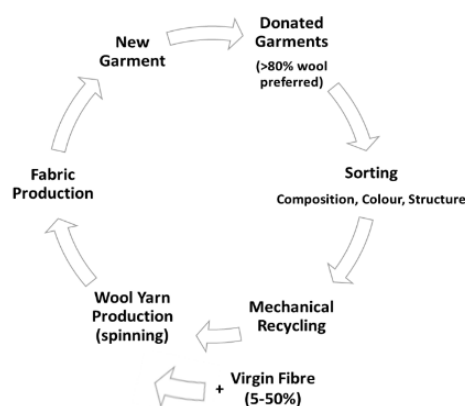 New
Garment
Donated
Garments
(>80% wool
preferred)
Sorting
Composition, Colour, Structure
Mechanical
Recycling
+ Virgin Fibre
(5-50%)
Wool Yarn
Production
(spinning)
Fabric
Production